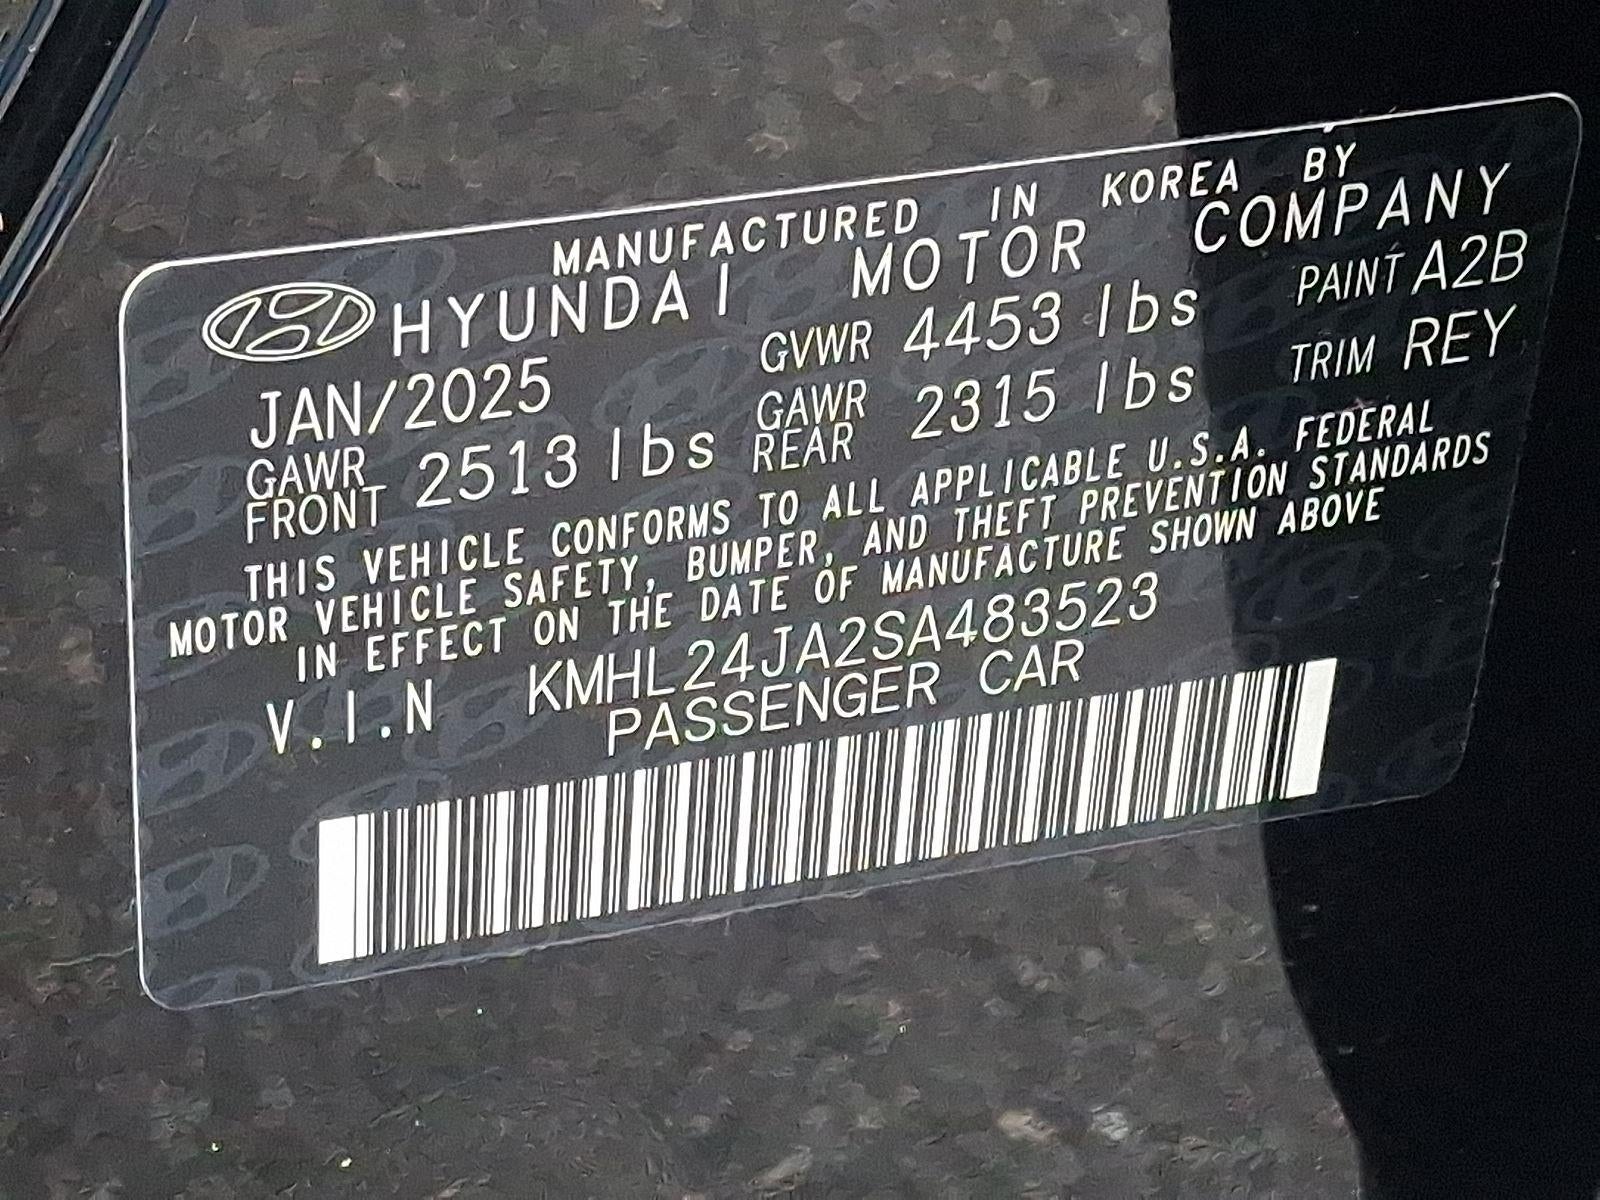 MANUFACTURED IN KOREA BY
HYUNDAI MOTOR COMPANY
JAN/2025 GVWR 4453 lbs PAINT A2B
GAWR FRONT 2513 lbs GAWR REAR 2315 lbs TRIM REY
THIS VEHICLE CONFORMS TO ALL APPLICABLE U.S.A. FEDERAL
MOTOR VEHICLE SAFETY, BUMPER, AND THEFT PREVENTION STANDARDS
IN EFFECT ON THE DATE OF MANUFACTURE SHOWN ABOVE
V.I.N KMHL24JA2SA483523
PASSENGER CAR